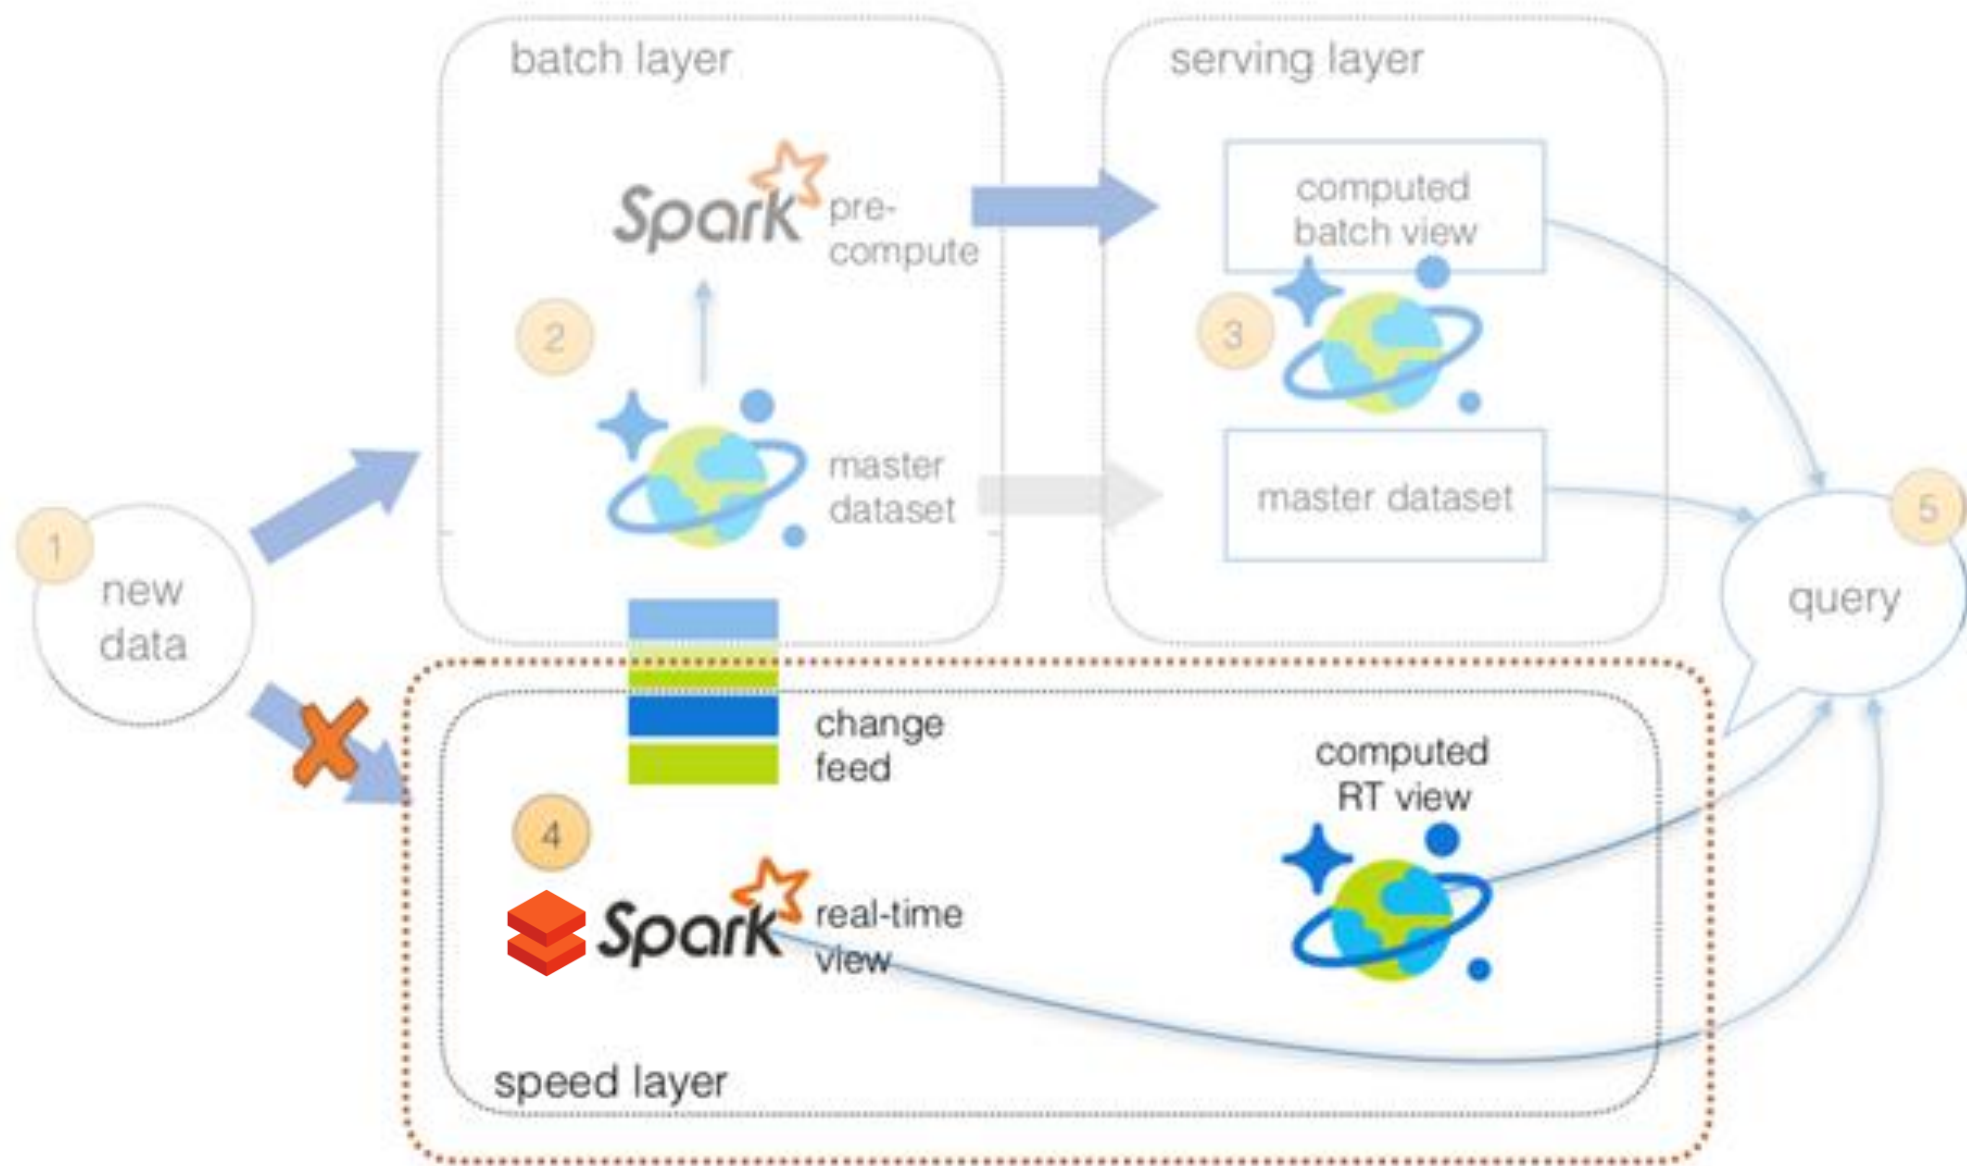 batch layer
serving layer
Spark
pre-
compute
computed
batch view
2
3
master
dataset
master dataset
1
new
data
5
query
change
feed
computed
RT view
4
Spark
real-time
view
speed layer